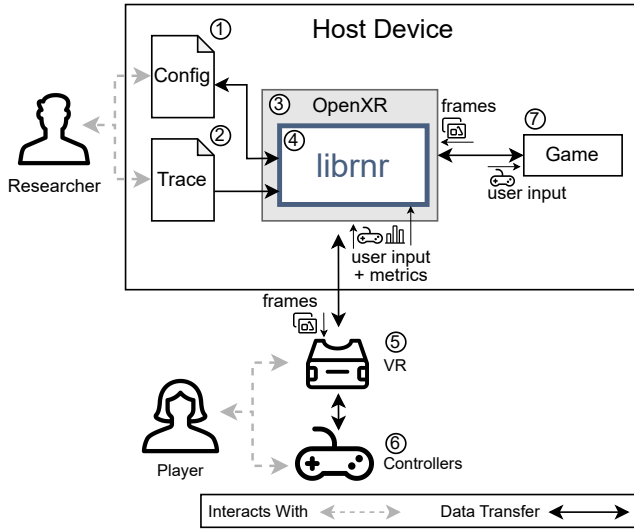 Host Device
①
Config
③
OpenXR
frames
⑦
②
④
librnr
Game
Researcher
Trace
user input
user input
+ metrics
frames
⑤
VR
⑥
Player
Controllers
Interacts With
Data Transfer